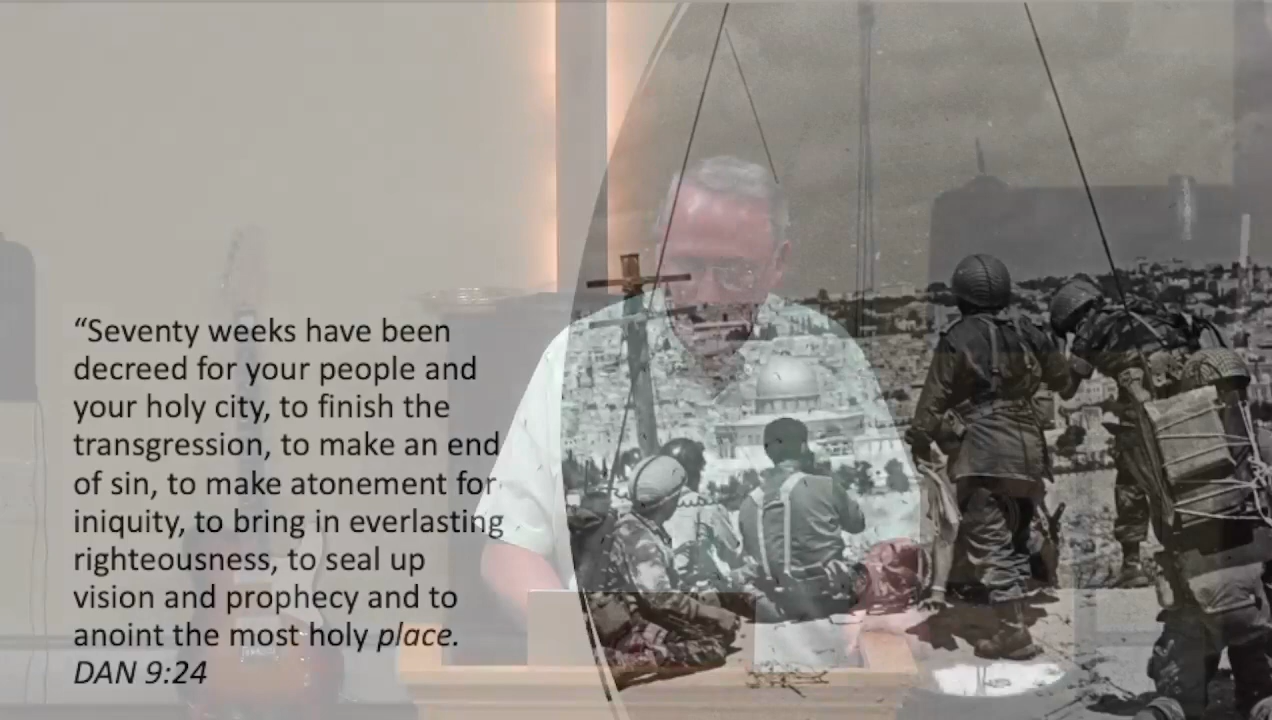 “Seventy weeks have been
decreed for your people and
your holy city, to finish the
transgression, to make an end
of sin, to make atonement for
iniquity, to bring in everlasting
righteousness, to seal up
vision and prophecy and to
anoint the most holy place.
DAN 9:24